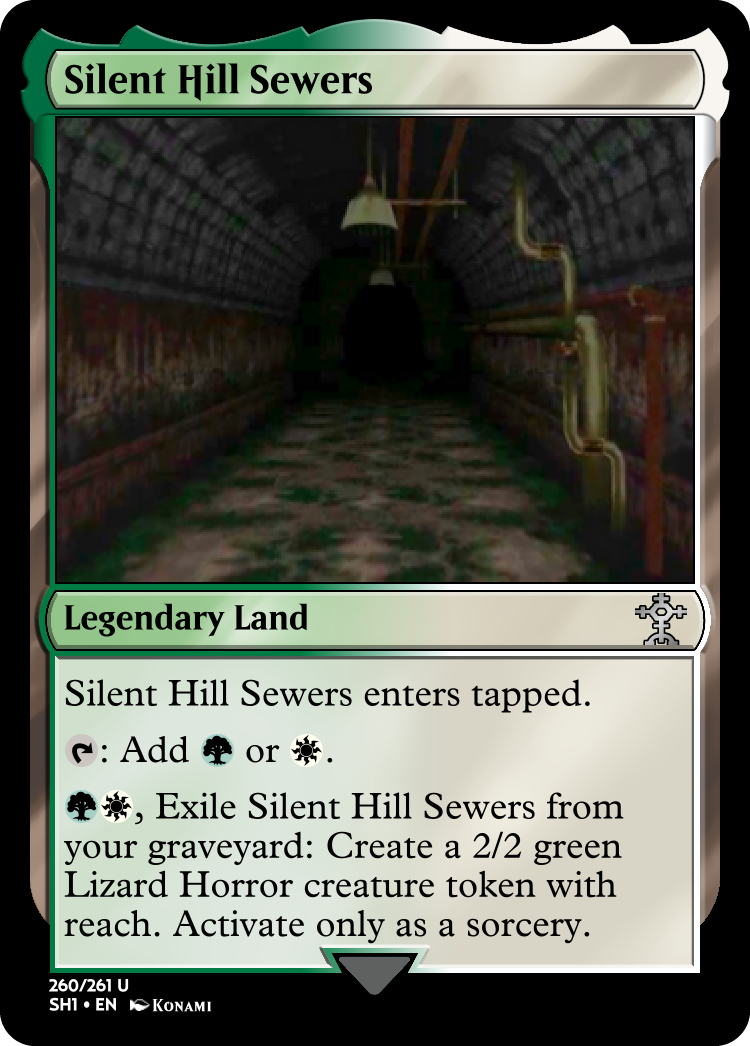 Silent Hill Sewers
Legendary Land
Silent Hill Sewers enters tapped.
: Add or .
, Exile Silent Hill Sewers from
your graveyard: Create a 2/2 green
Lizard Horror creature token with
reach. Activate only as a sorcery.
260/261 U
SH1 • EN KONAMI